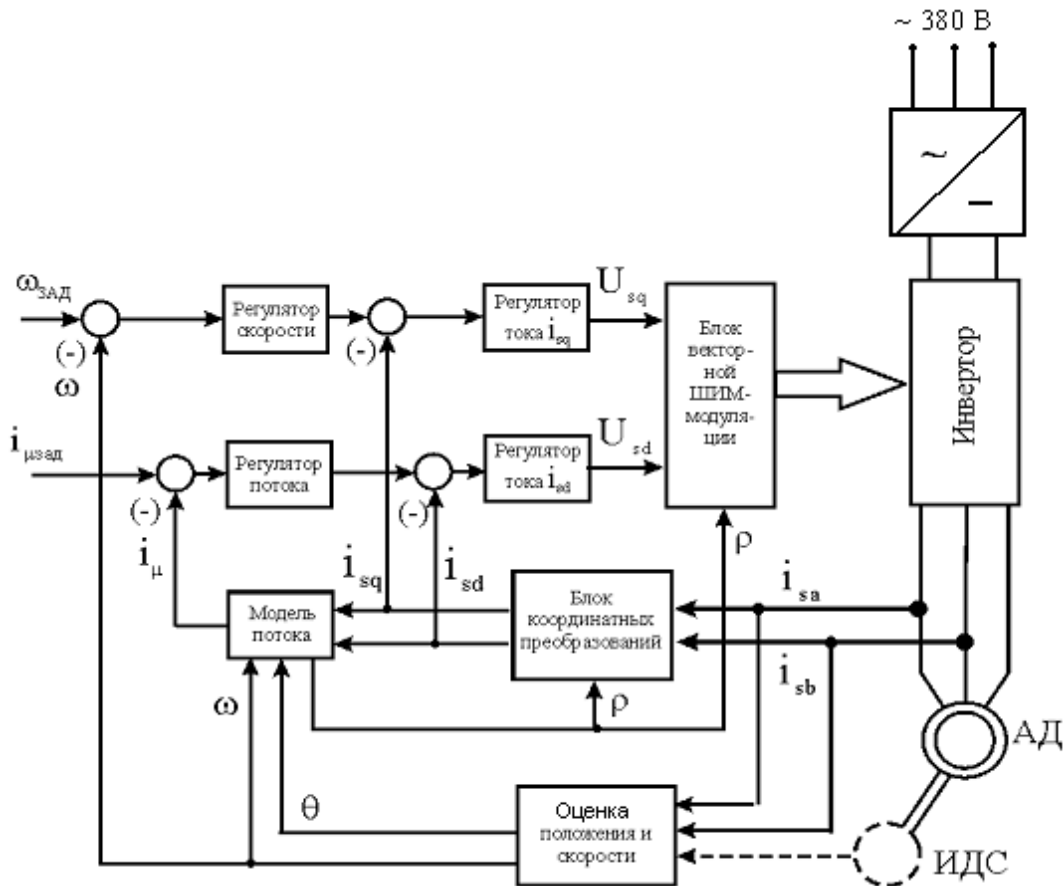 ~ 380 В
~
–
ω ЗАД
(-)
ω
Регулятор
скорости
(-)
Регулятор
тока i sq
U sq
Блок
вектор-
ной
ШИМ-
модуля-
ции
Инвертор
i μзад
(-)
i μ
Регулятор
потока
(-)
Регулятор
тока i sd
U sd
ρ
i sq
i sd
Модель
потока
Блок
координатных
преобразований
i sa
i sb
ω
ρ
АД
θ
Оценка
положения и
скорости
ИДС